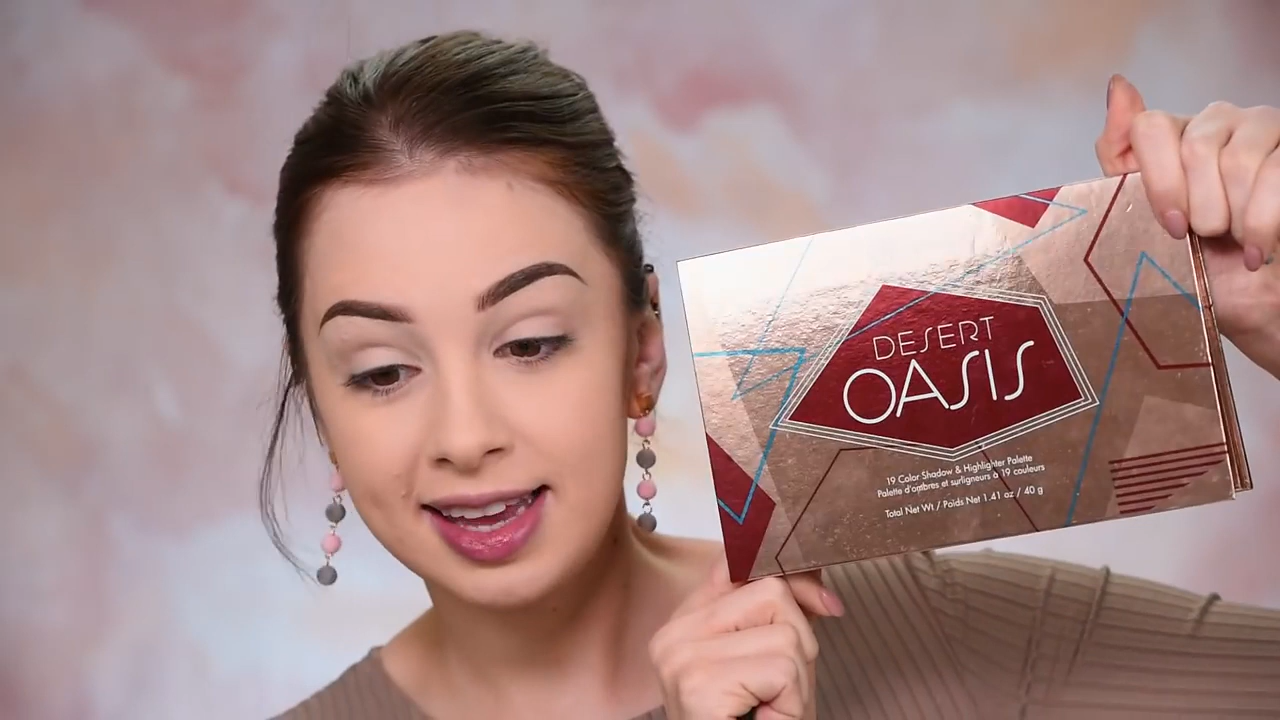 DESERT
OASIS
19 Color Shadow & Highlighter Palette
Palette d'ombres et surligneurs à 19 couleurs
Total Net Wt / Poids Net 1.41 oz / 40 g